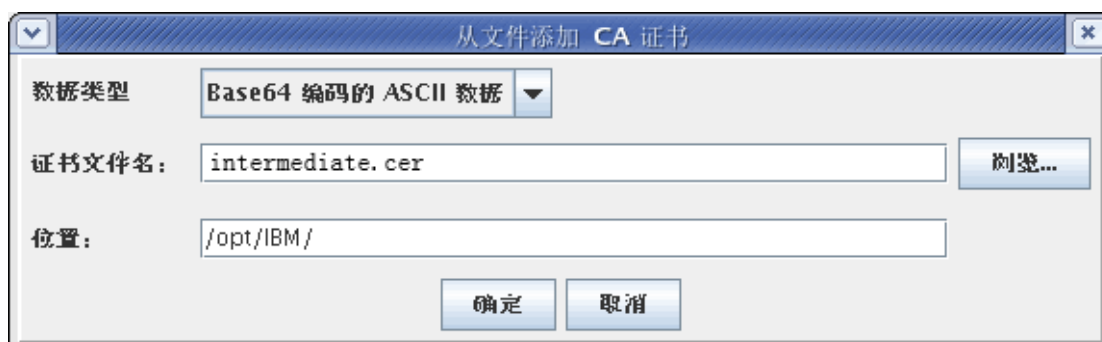 从文件添加 CA 证书
数据类型
Base64 编码的 ASCII 数据
证书文件名：
intermediate.cer
浏览...
位置：
/opt/IBM/
确定
取消